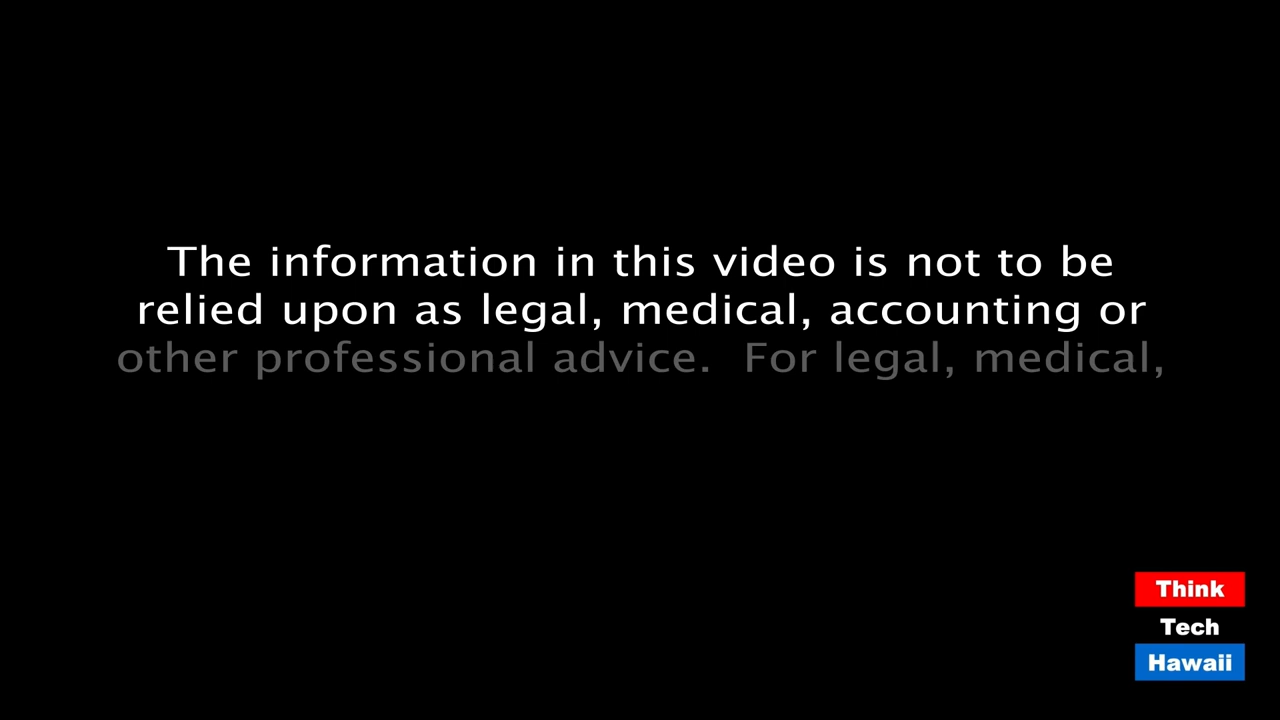 The information in this video is not to be
relied upon as legal, medical, accounting or
other professional advice.  For legal, medical,
Think
Tech
Hawaii